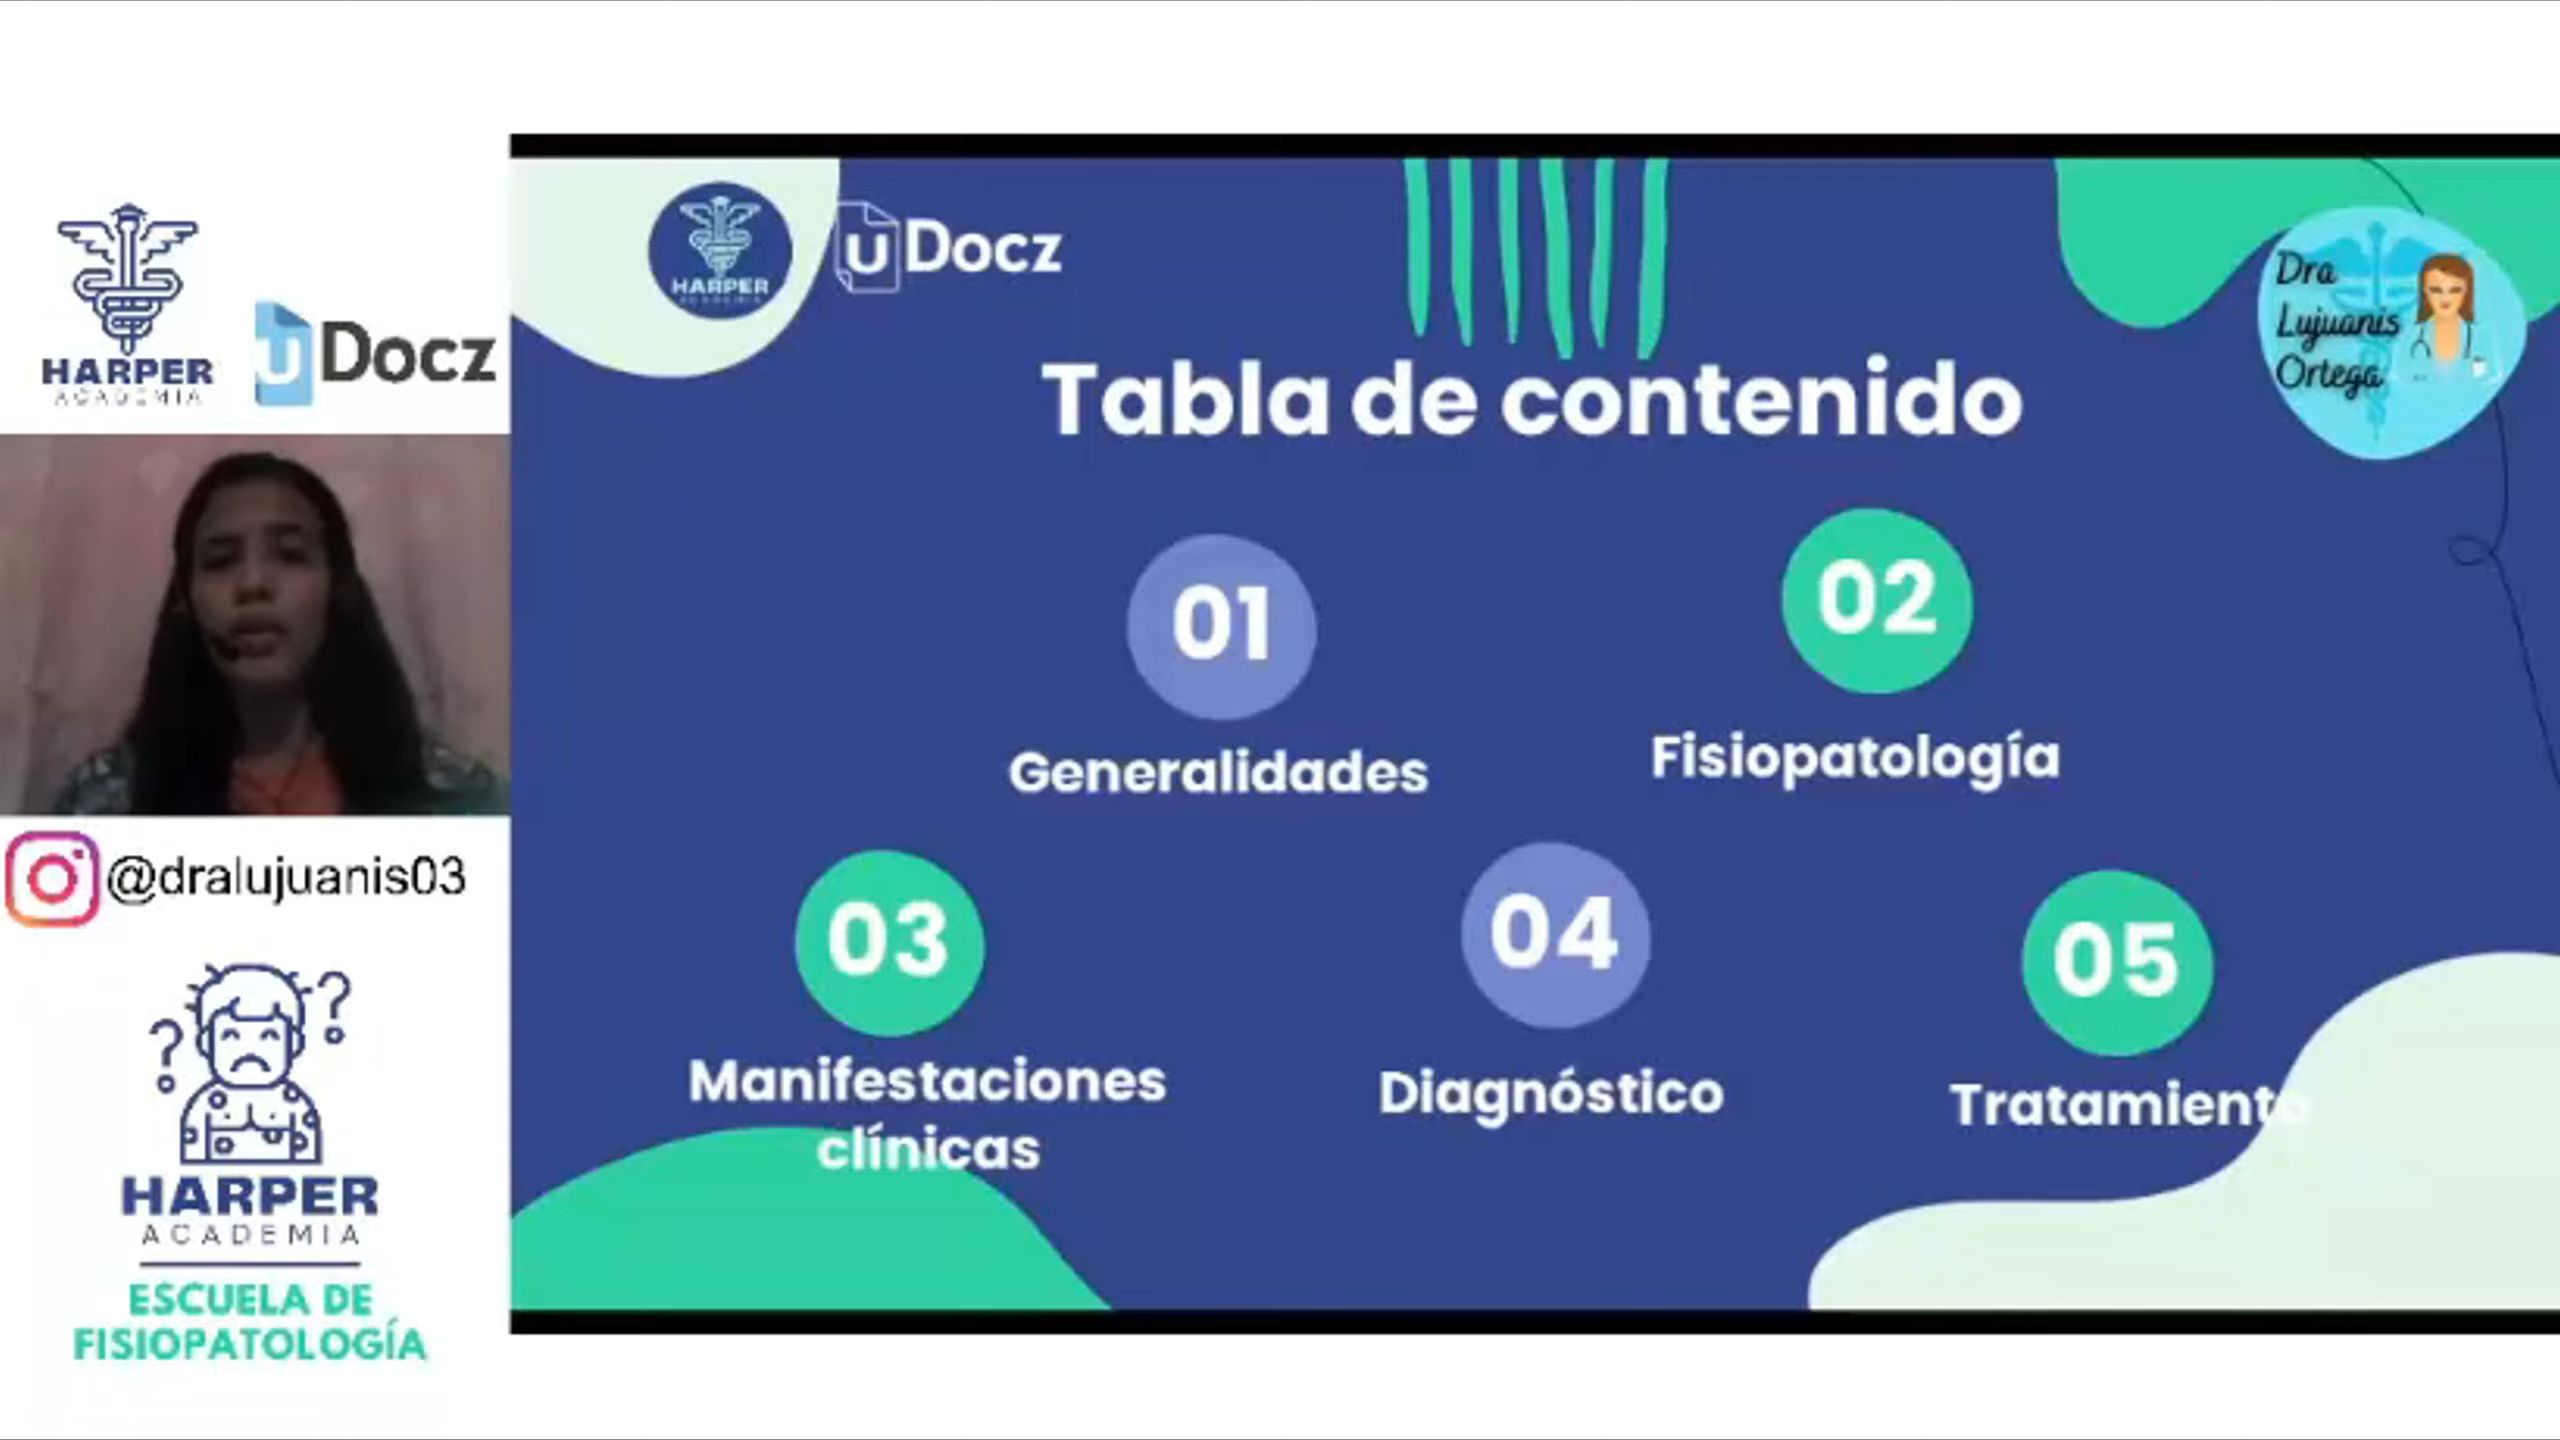 HARPER
ACADEMIA
uDocz
@dralujuanis03
? ?
HARPER
ACADEMIA
ESCUELA DE
FISIOPATOLOGÍA
HARPER
ACADEMIA
uDocz
Dra
Lujuanis
Ortega
Tabla de contenido
01
Generalidades
02
Fisiopatología
03
Manifestaciones
clínicas
04
Diagnóstico
05
Tratamiento